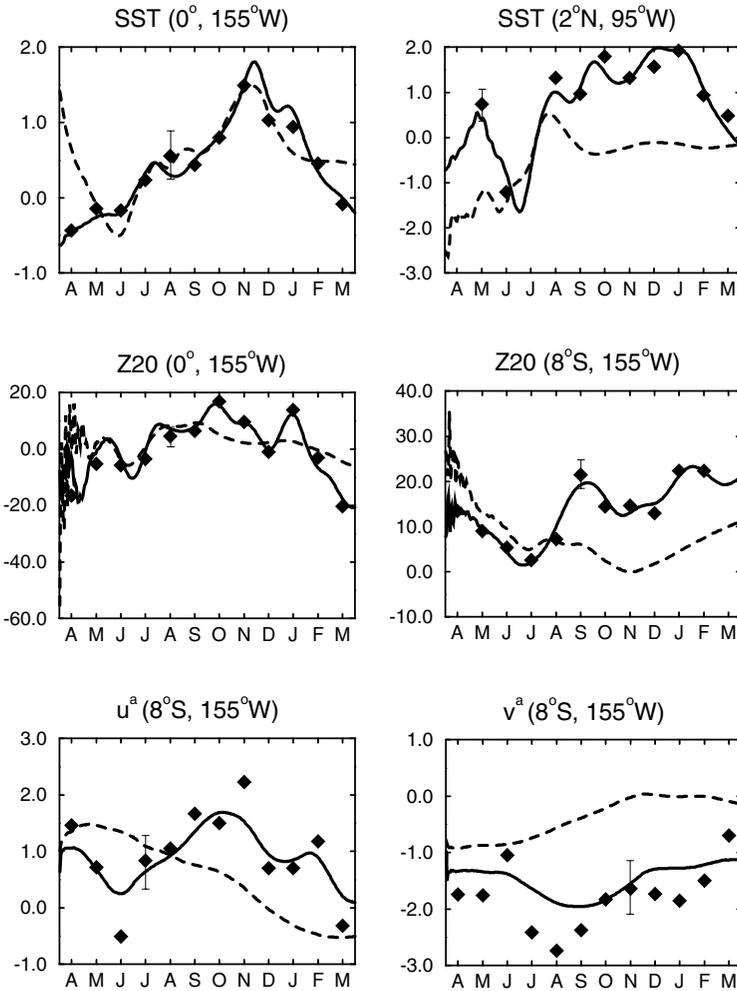 SST (0°, 155°W)
2.0
1.0
0.0
-1.0
A M J J A S O N D J F M
SST (2°N, 95°W)
2.0
1.0
0.0
-1.0
-2.0
-3.0
A M J J A S O N D J F M
Z20 (0°, 155°W)
20.0
0.0
-20.0
-40.0
-60.0
A M J J A S O N D J F M
Z20 (8°S, 155°W)
40.0
30.0
20.0
10.0
0.0
-10.0
A M J J A S O N D J F M
uᵃ (8°S, 155°W)
3.0
2.0
1.0
0.0
-1.0
A M J J A S O N D J F M
vᵃ (8°S, 155°W)
1.0
0.0
-1.0
-2.0
-3.0
A M J J A S O N D J F M